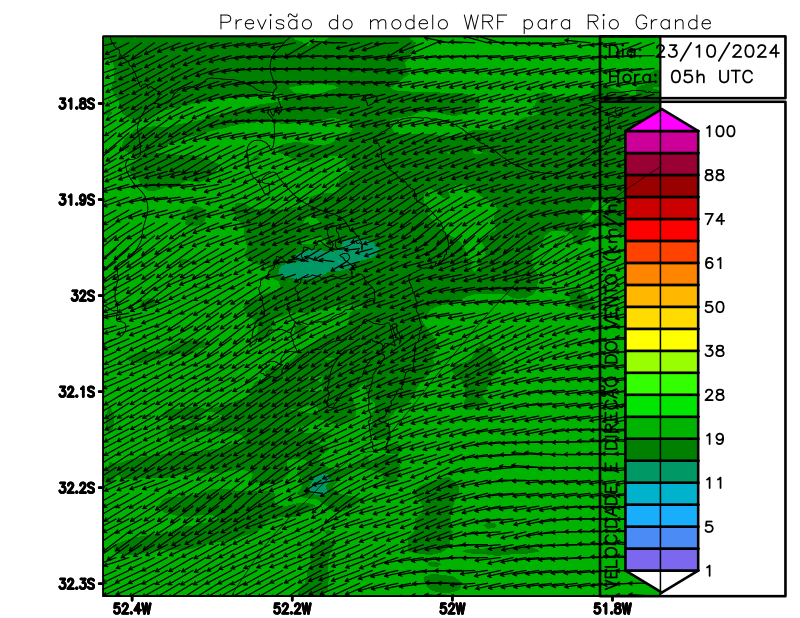 Previsão do modelo WRF para Rio Grande
Dia: 23/10/2024
Hora: 05h UTC
31.8S
31.9S
32S
32.1S
32.2S
32.3S
52.4W
52.2W
52W
51.8W
VELOCIDADE E DIREÇÃO DO VENTO (km/h)
100
88
74
61
50
38
28
19
11
5
1